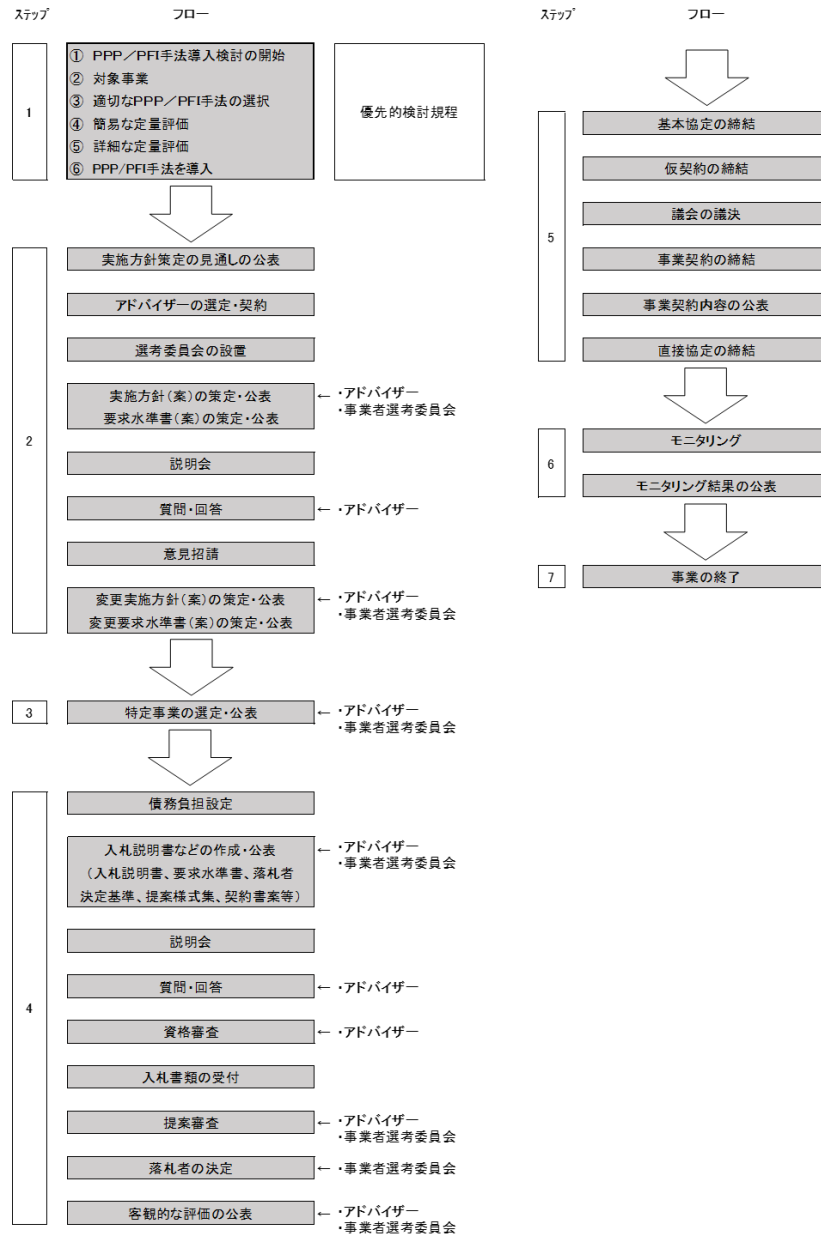 ステップ
フロー
1
① PPP／PFI手法導入検討の開始
② 対象事業
③ 適切なPPP／PFI手法の選択
④ 簡易な定量評価
⑤ 詳細な定量評価
⑥ PPP/PFI手法を導入
優先的検討規程
2
実施方針策定の見通しの公表
アドバイザーの選定・契約
選考委員会の設置
実施方針（案）の策定・公表
要求水準書（案）の策定・公表
← ・アドバイザー
・事業者選考委員会
説明会
質問・回答
← ・アドバイザー
意見招請
変更実施方針（案）の策定・公表
変更要求水準書（案）の策定・公表
← ・アドバイザー
・事業者選考委員会
3
特定事業の選定・公表
← ・アドバイザー
・事業者選考委員会
4
債務負担設定
入札説明書などの作成・公表
（入札説明書、要求水準書、落札者
決定基準、提案様式集、契約書案等）
← ・アドバイザー
・事業者選考委員会
説明会
質問・回答
← ・アドバイザー
資格審査
← ・アドバイザー
入札書類の受付
提案審査
← ・アドバイザー
・事業者選考委員会
落札者の決定
← ・事業者選考委員会
客観的な評価の公表
← ・アドバイザー
・事業者選考委員会
ステップ
フロー
5
基本協定の締結
仮契約の締結
議会の議決
事業契約の締結
事業契約内容の公表
直接協定の締結
6
モニタリング
モニタリング結果の公表
7
事業の終了